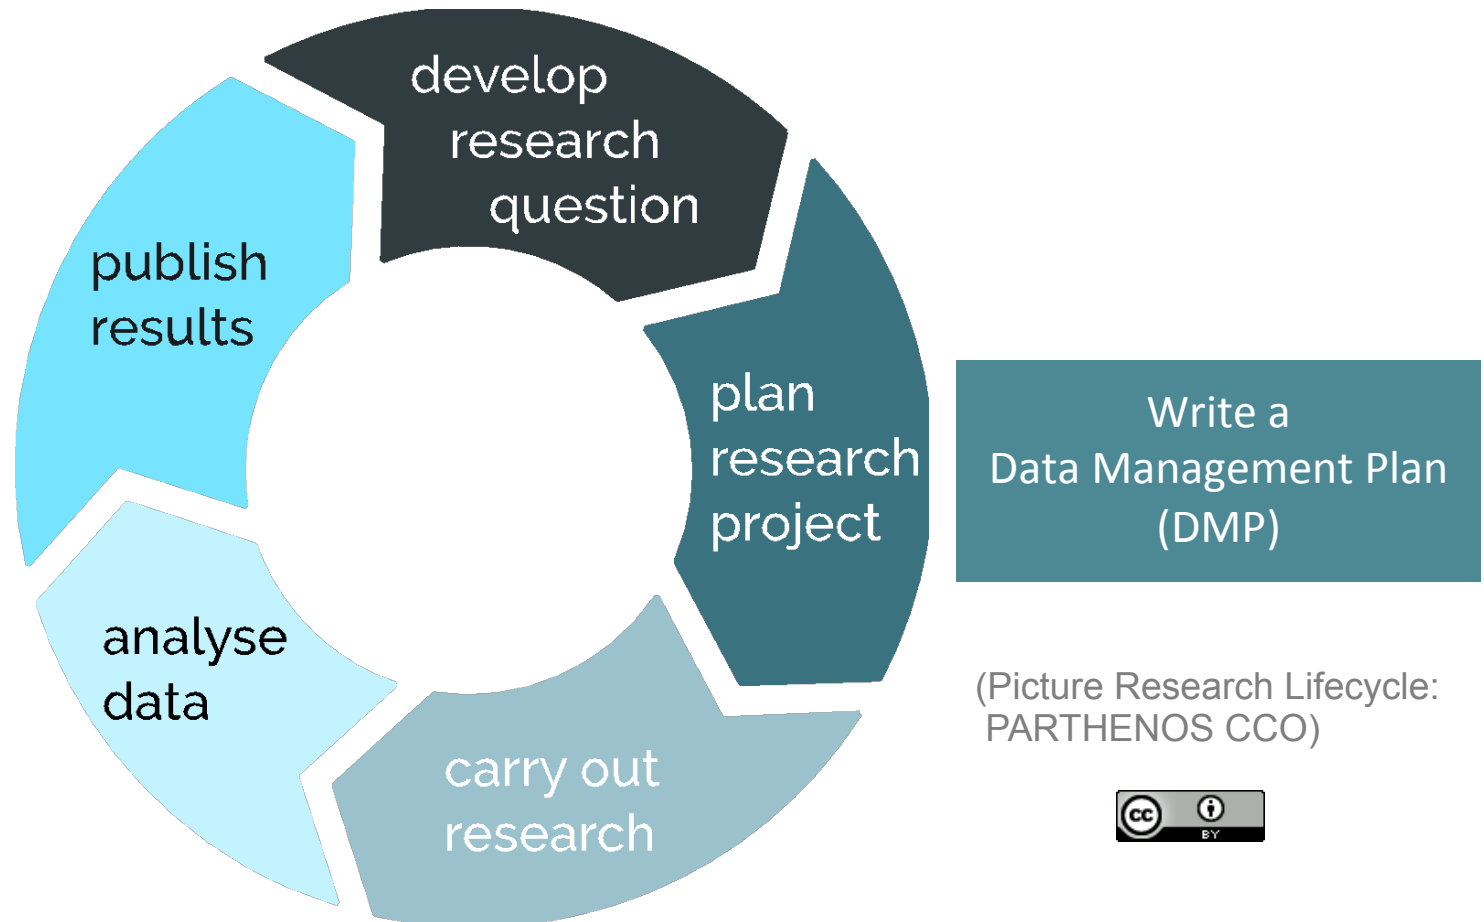 develop
research
question
plan
research
project
carry out
research
analyse
data
publish
results
Write a
Data Management Plan
(DMP)
(Picture Research Lifecycle:
PARTHENOS CCO)
cc
BY